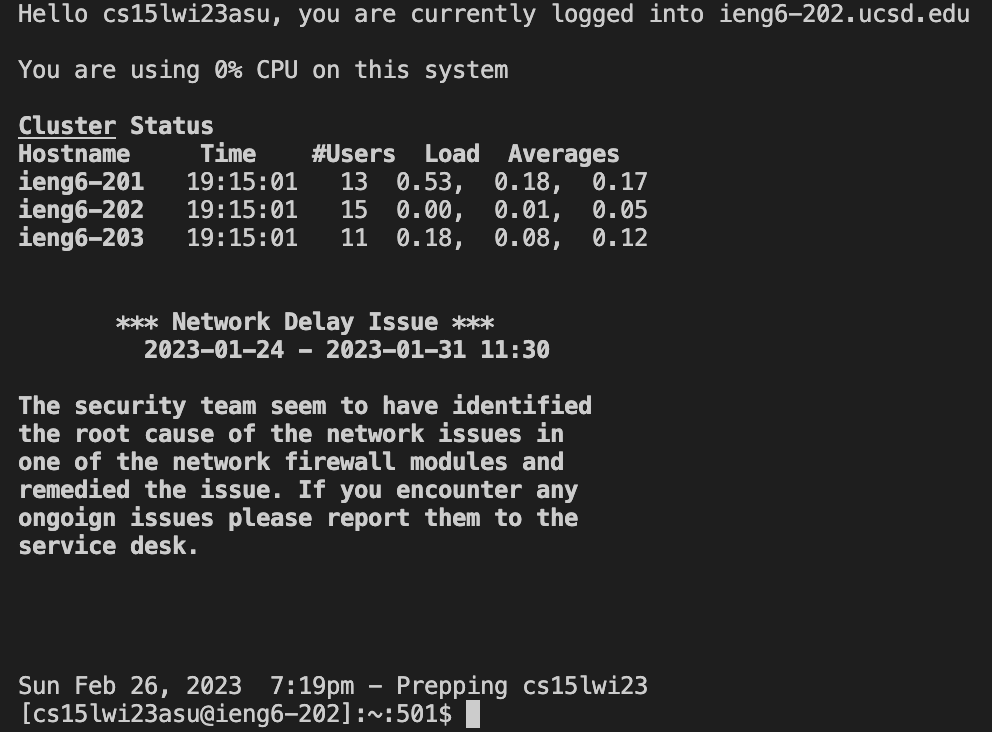 Hello cs15lwi23asu, you are currently logged into ieng6-202.ucsd.edu
You are using 0% CPU on this system
Cluster Status
Hostname     Time    #Users  Load  Averages
ieng6-201   19:15:01   13  0.53,  0.18,  0.17
ieng6-202   19:15:01   15  0.00,  0.01,  0.05
ieng6-203   19:15:01   11  0.18,  0.08,  0.12
*** Network Delay Issue ***
2023-01-24 - 2023-01-31 11:30
The security team seem to have identified
the root cause of the network issues in
one of the network firewall modules and
remedied the issue. If you encounter any
ongoign issues please report them to the
service desk.
Sun Feb 26, 2023  7:19pm - Prepping cs15lwi23
[cs15lwi23asu@ieng6-202]:~:501$